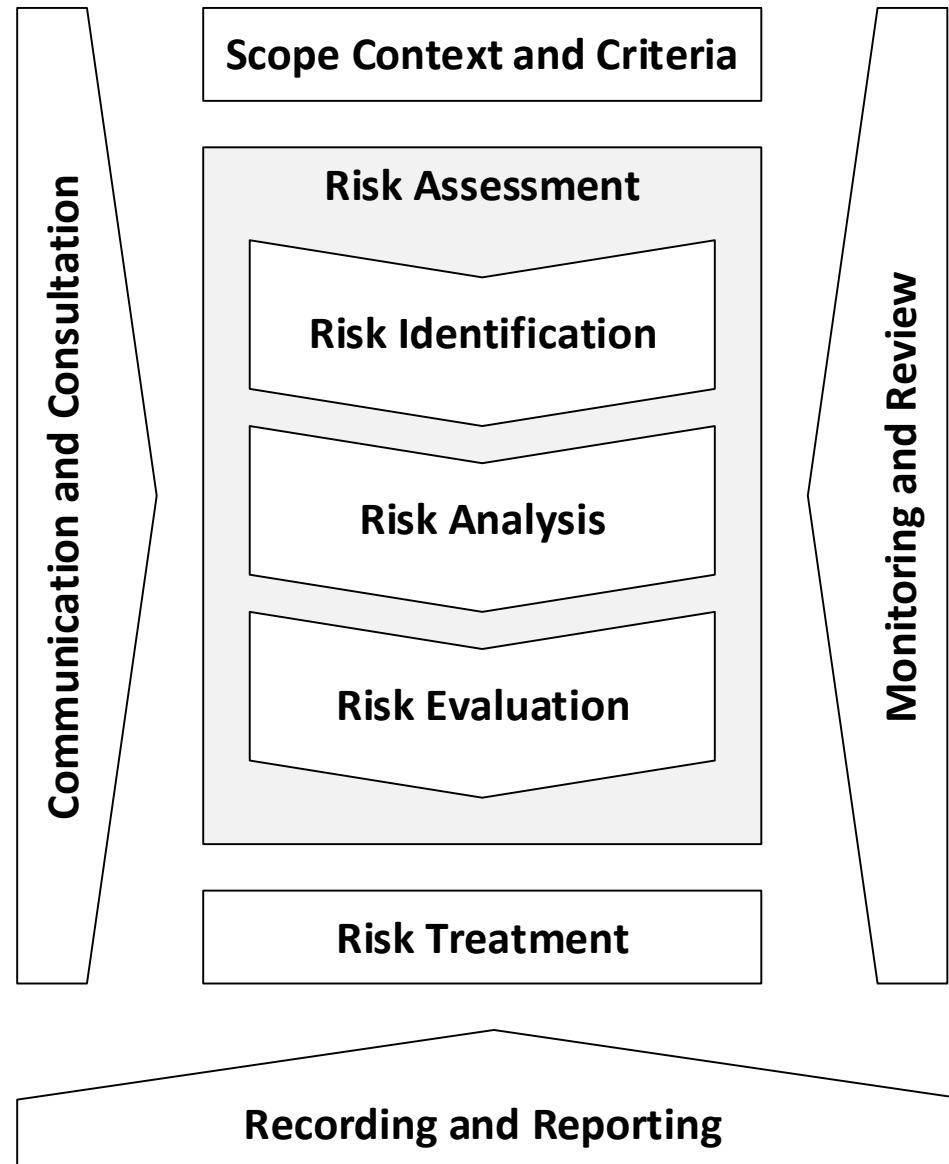 Scope Context and Criteria
Communication and Consultation
Risk Assessment
Risk Identification
Risk Analysis
Risk Evaluation
Monitoring and Review
Risk Treatment
Recording and Reporting